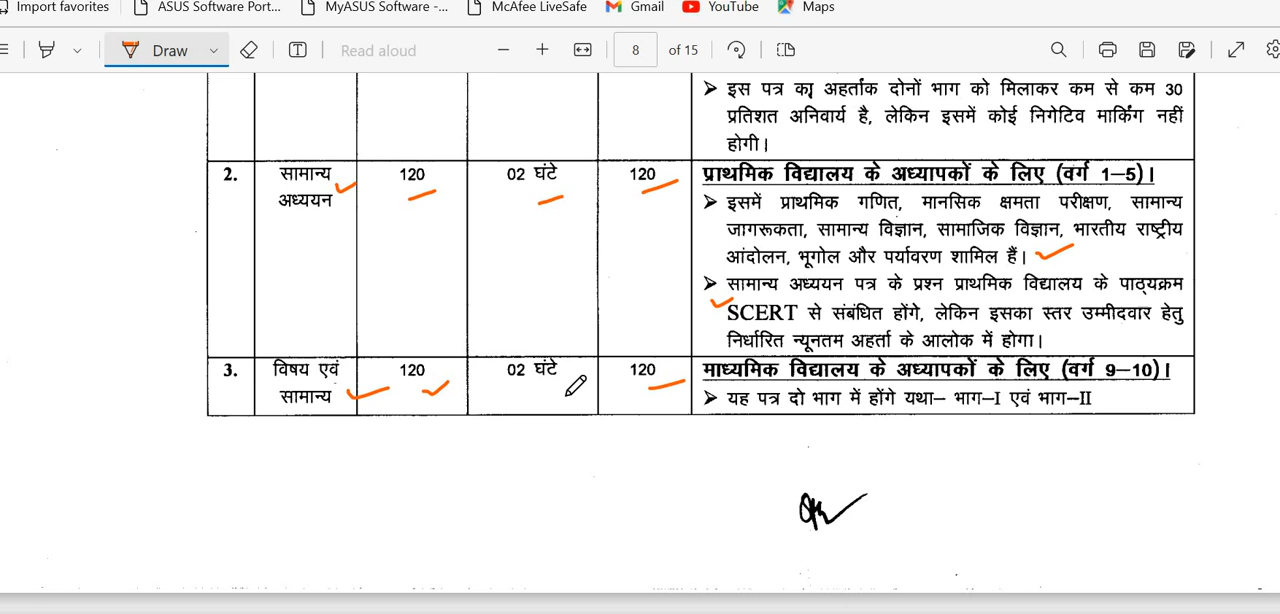 Import favorites
ASUS Software Port...
MyASUS Software -...
McAfee LiveSafe
Gmail
YouTube
Maps
Draw
Read aloud
8
of 15
➤ इस पत्र का अहर्तांक दोनों भाग को मिलाकर कम से कम 30
प्रतिशत अनिवार्य है, लेकिन इसमें कोई निगेटिव मार्किंग नहीं
होगी।
2.
सामान्य
अध्ययन
120
02 घंटे
120
प्राथमिक विद्यालय के अध्यापकों के लिए (वर्ग 1–5)।
➤ इसमें प्राथमिक गणित, मानसिक क्षमता परीक्षण, सामान्य
जागरूकता, सामान्य विज्ञान, सामाजिक विज्ञान, भारतीय राष्ट्रीय
आंदोलन, भूगोल और पर्यावरण शामिल हैं।
➤ सामान्य अध्ययन पत्र के प्रश्न प्राथमिक विद्यालय के पाठ्यक्रम
SCERT से संबंधित होंगे, लेकिन इसका स्तर उम्मीदवार हेतु
निर्धारित न्यूनतम अहर्ता के आलोक में होगा।
3.
विषय एवं
सामान्य
120
02 घंटे
120
माध्यमिक विद्यालय के अध्यापकों के लिए (वर्ग 9–10)।
➤ यह पत्र दो भाग में होंगे यथा– भाग–I एवं भाग–II